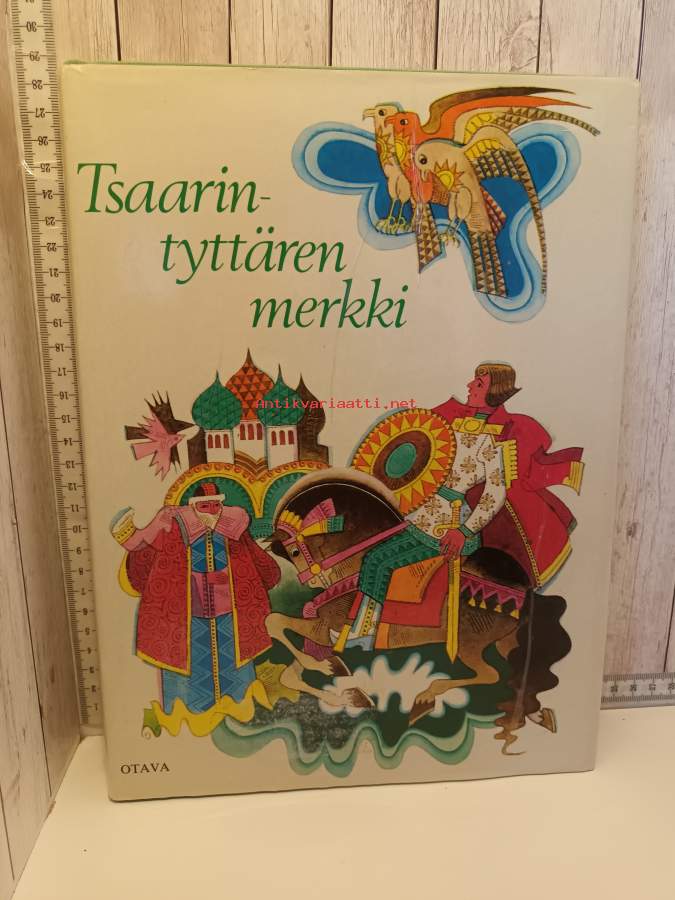 Tsaarin-
tyttären
merkki
Antikvariaatti.net
OTAVA